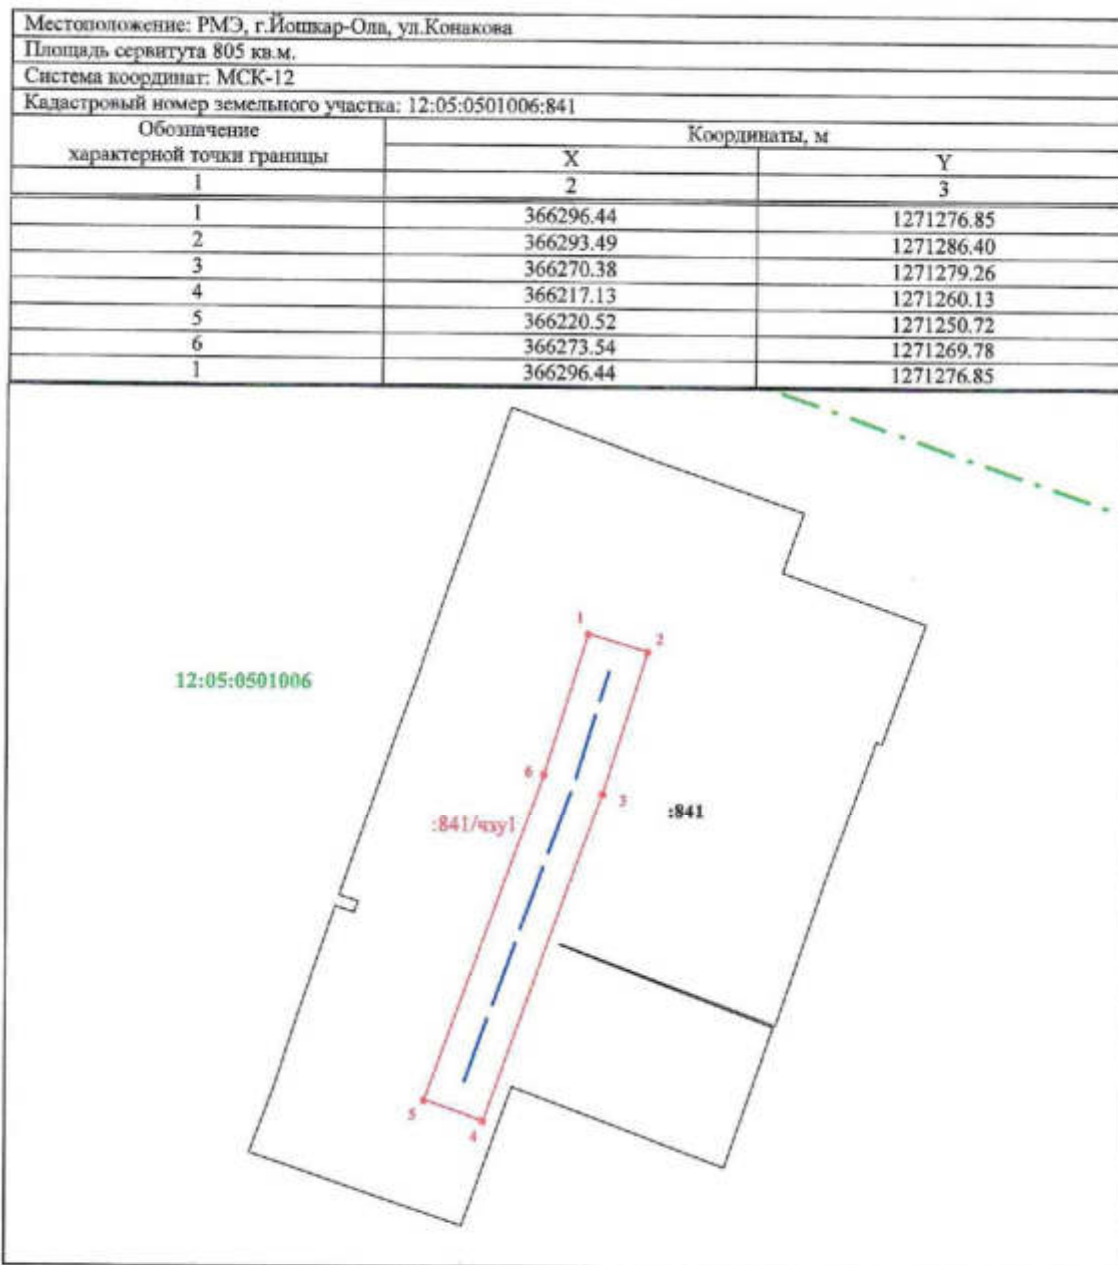 Местоположение: РМЭ, г.Йошкар-Ола, ул.Конакова
Площадь сервитута 805 кв.м.
Система координат: МСК-12
Кадастровый номер земельного участка: 12:05:0501006:841
Обозначение характерной точки границы Координаты, м
X Y
1 2 3
1 366296.44 1271276.85
2 366293.49 1271286.40
3 366270.38 1271279.26
4 366217.13 1271260.13
5 366220.52 1271250.72
6 366273.54 1271269.78
1 366296.44 1271276.85
1
2
12:05:0501006
6
3
:841
:841/чзу1
5
4